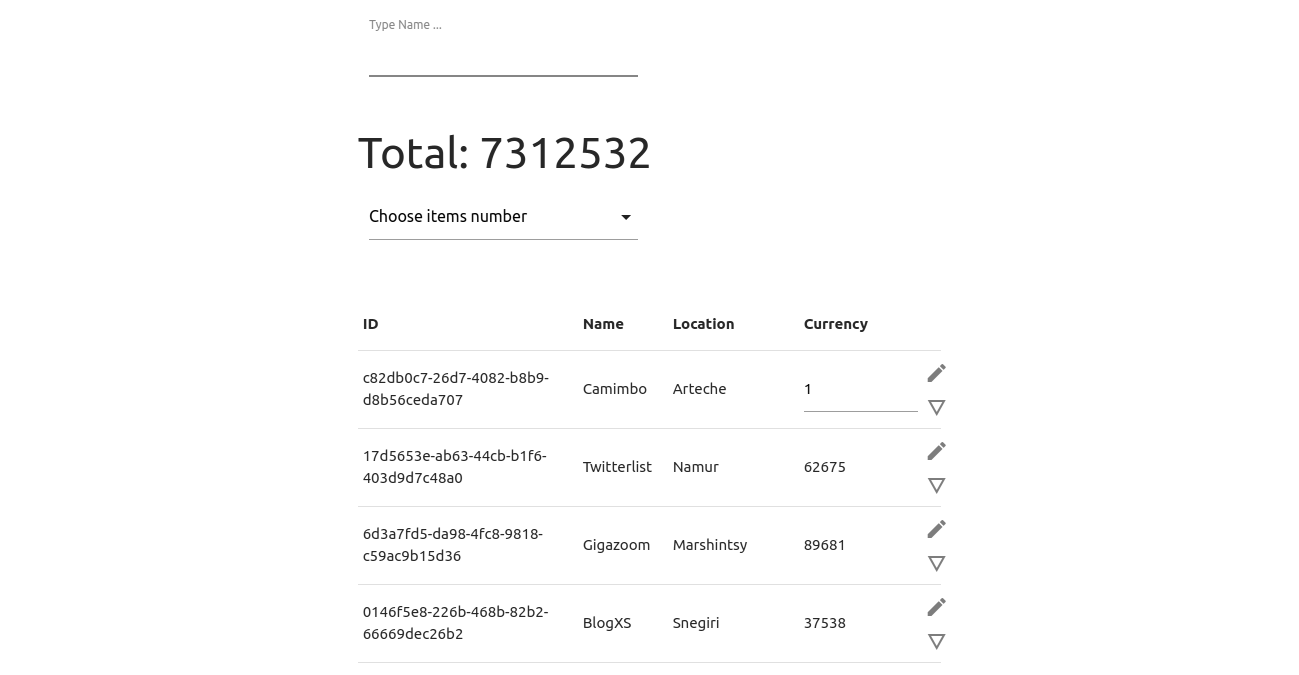 Type Name ...
Total: 7312532
Choose items number
ID Name Location Currency
c82db0c7-26d7-4082-b8b9-
d8b56ceda707
Camimbo Arteche 1
17d5653e-ab63-44cb-b1f6-
403d9d7c48a0
Twitterlist Namur 62675
6d3a7fd5-da98-4fc8-9818-
c59ac9b15d36
Gigazoom Marshintsy 89681
0146f5e8-226b-468b-82b2-
66669dec26b2
BlogXS Snegiri 37538